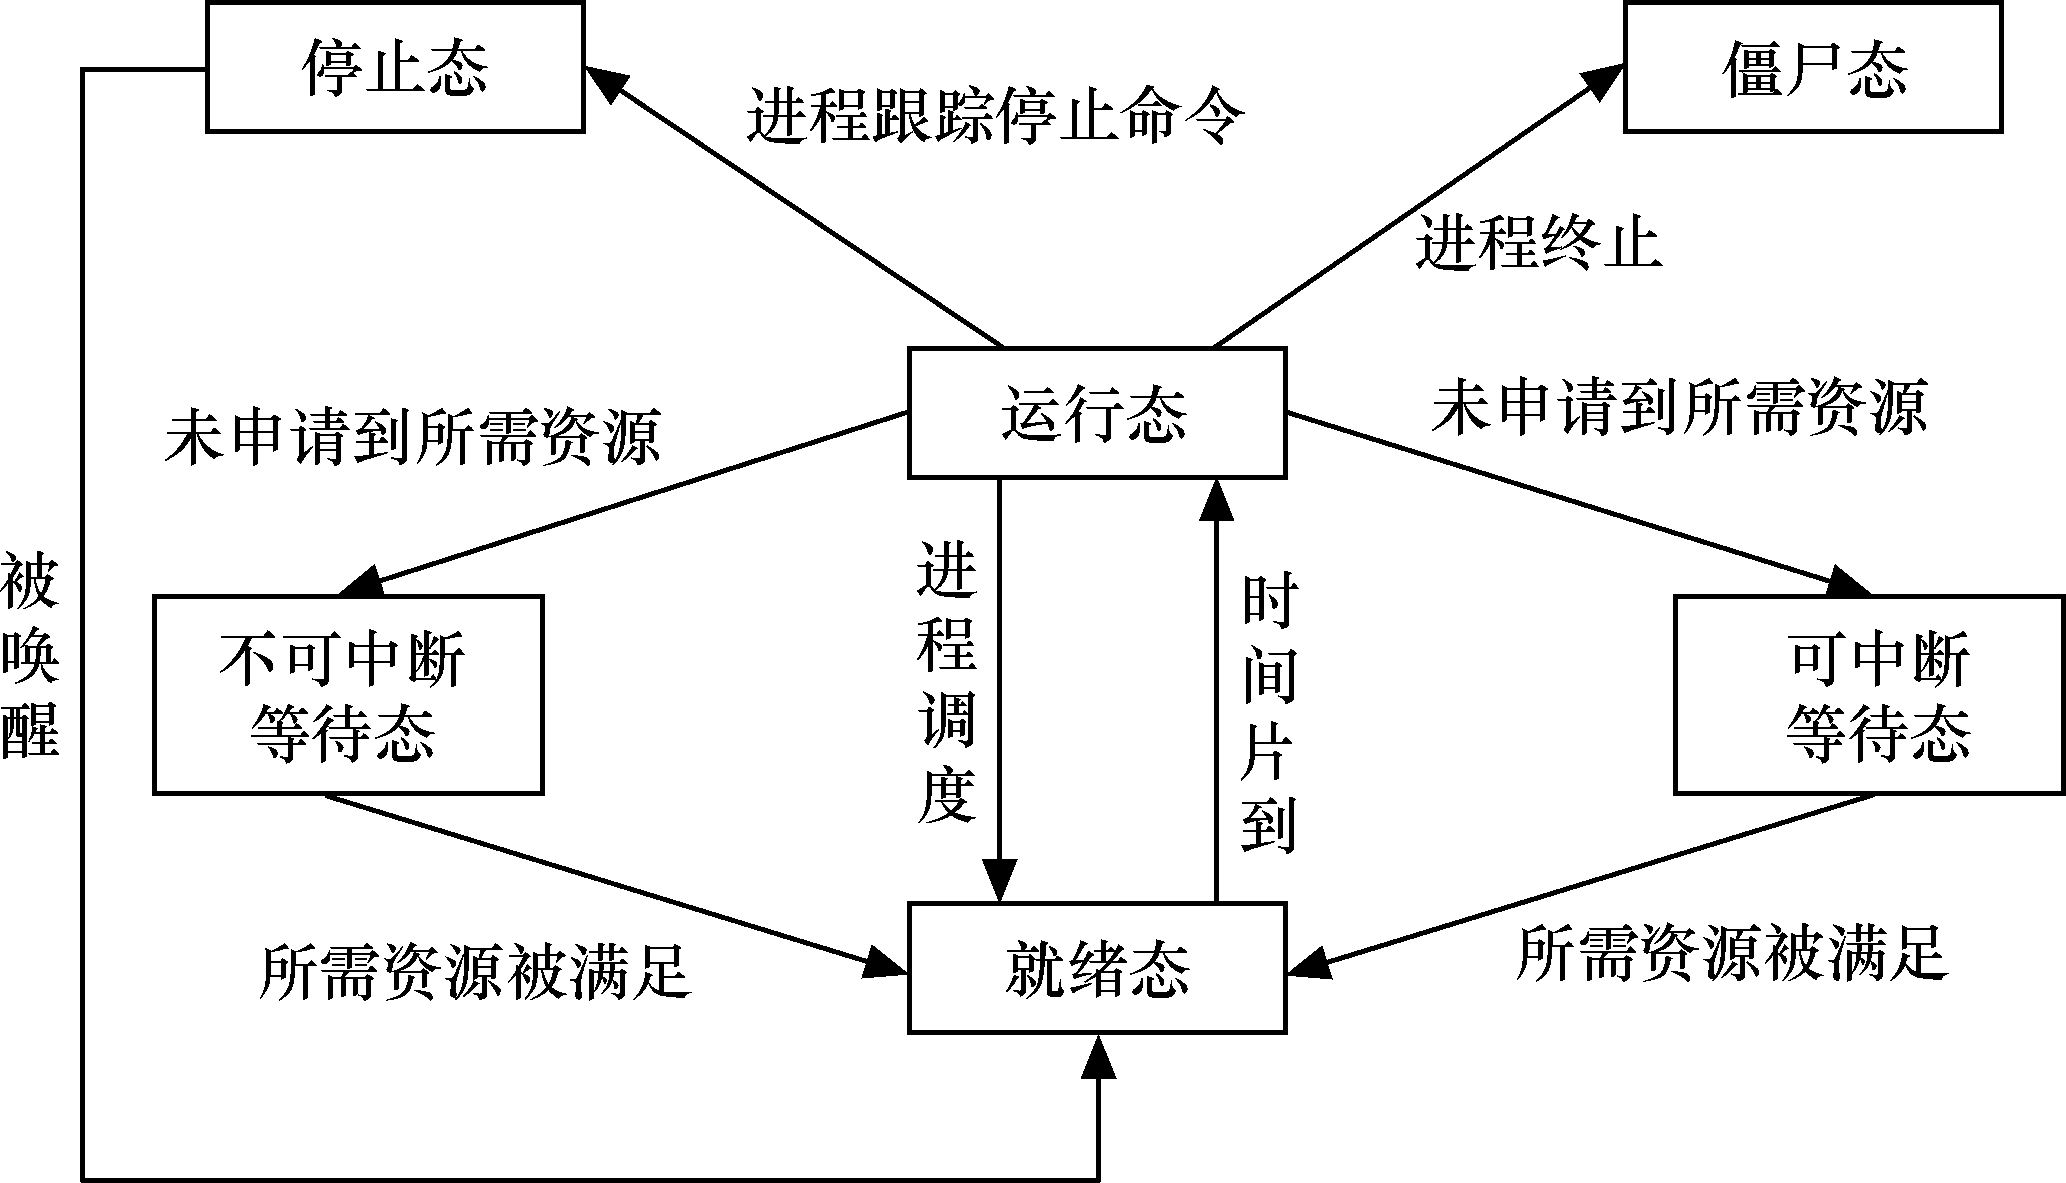 停止态
僵尸态
进程跟踪停止命令
进程终止
运行态
未申请到所需资源
未申请到所需资源
被唤醒
进程调度
时间片到
不可中断
等待态
可中断
等待态
就绪态
所需资源被满足
所需资源被满足